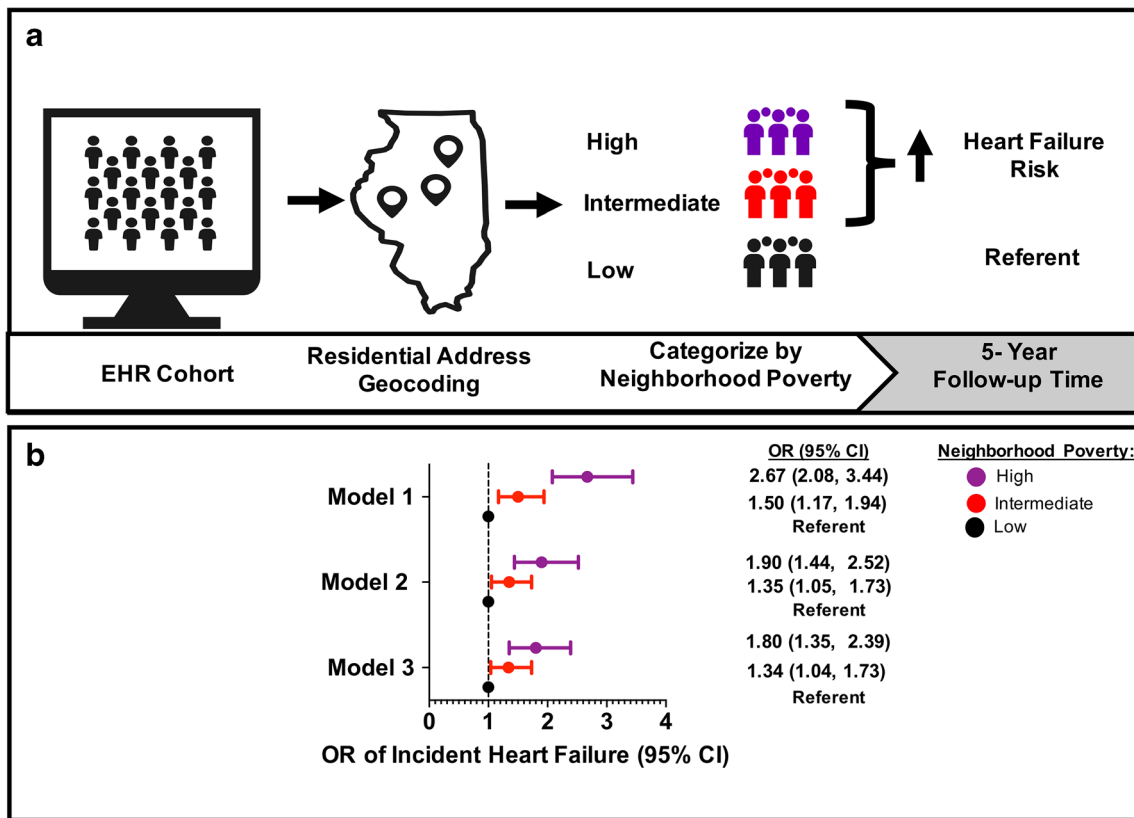 a
High
Intermediate
Low
Heart Failure
Risk
Referent
EHR Cohort
Residential Address
Geocoding
Categorize by
Neighborhood Poverty
5- Year
Follow-up Time
b
Model 1
Model 2
Model 3
0 1 2 3 4
OR of Incident Heart Failure (95% CI)
OR (95% CI)
2.67 (2.08, 3.44)
1.50 (1.17, 1.94)
Referent
1.90 (1.44, 2.52)
1.35 (1.05, 1.73)
Referent
1.80 (1.35, 2.39)
1.34 (1.04, 1.73)
Referent
Neighborhood Poverty:
High
Intermediate
Low